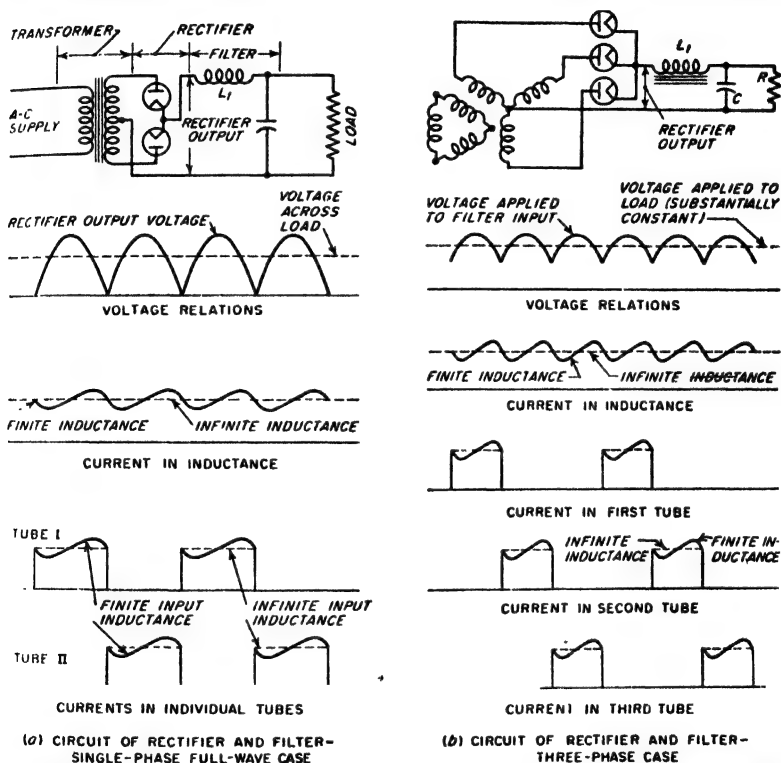 TRANSFORMER
RECTIFIER
FILTER
L1
A-C
SUPPLY
RECTIFIER
OUTPUT
LOAD
RECTIFIER OUTPUT VOLTAGE
VOLTAGE
ACROSS
LOAD
VOLTAGE RELATIONS
FINITE INDUCTANCE
INFINITE INDUCTANCE
CURRENT IN INDUCTANCE
TUBE I
FINITE INPUT
INDUCTANCE
INFINITE INPUT
INDUCTANCE
TUBE II
CURRENTS IN INDIVIDUAL TUBES
(a) CIRCUIT OF RECTIFIER AND FILTER-
SINGLE-PHASE FULL-WAVE CASE
L1
R
C
RECTIFIER
OUTPUT
VOLTAGE APPLIED
TO FILTER INPUT
VOLTAGE APPLIED TO
LOAD (SUBSTANTIALLY
CONSTANT)
VOLTAGE RELATIONS
FINITE INDUCTANCE
INFINITE INDUCTANCE
CURRENT IN INDUCTANCE
CURRENT IN FIRST TUBE
INFINITE
INDUCTANCE
FINITE IN-
DUCTANCE
CURRENT IN SECOND TUBE
CURRENT IN THIRD TUBE
(b) CIRCUIT OF RECTIFIER AND FILTER-
THREE-PHASE CASE